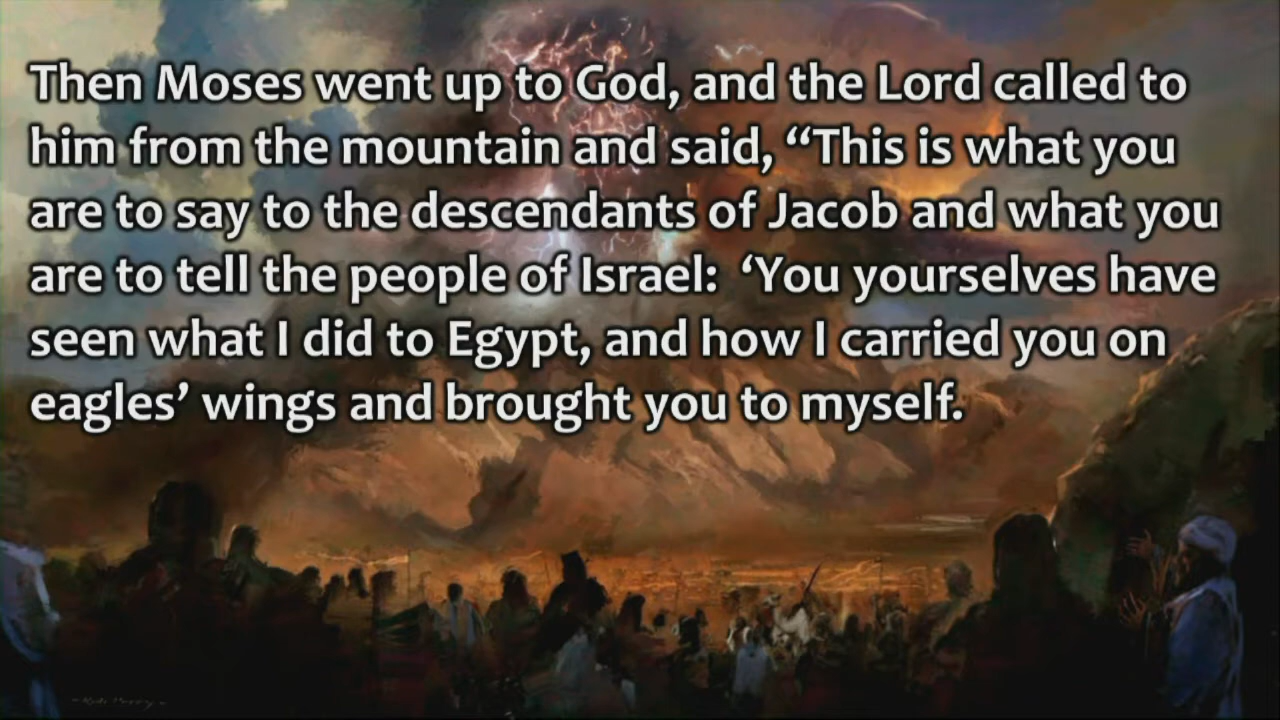 Then Moses went up to God, and the Lord called to
him from the mountain and said, “This is what you
are to say to the descendants of Jacob and what you
are to tell the people of Israel:  ‘You yourselves have
seen what I did to Egypt, and how I carried you on
eagles’ wings and brought you to myself.